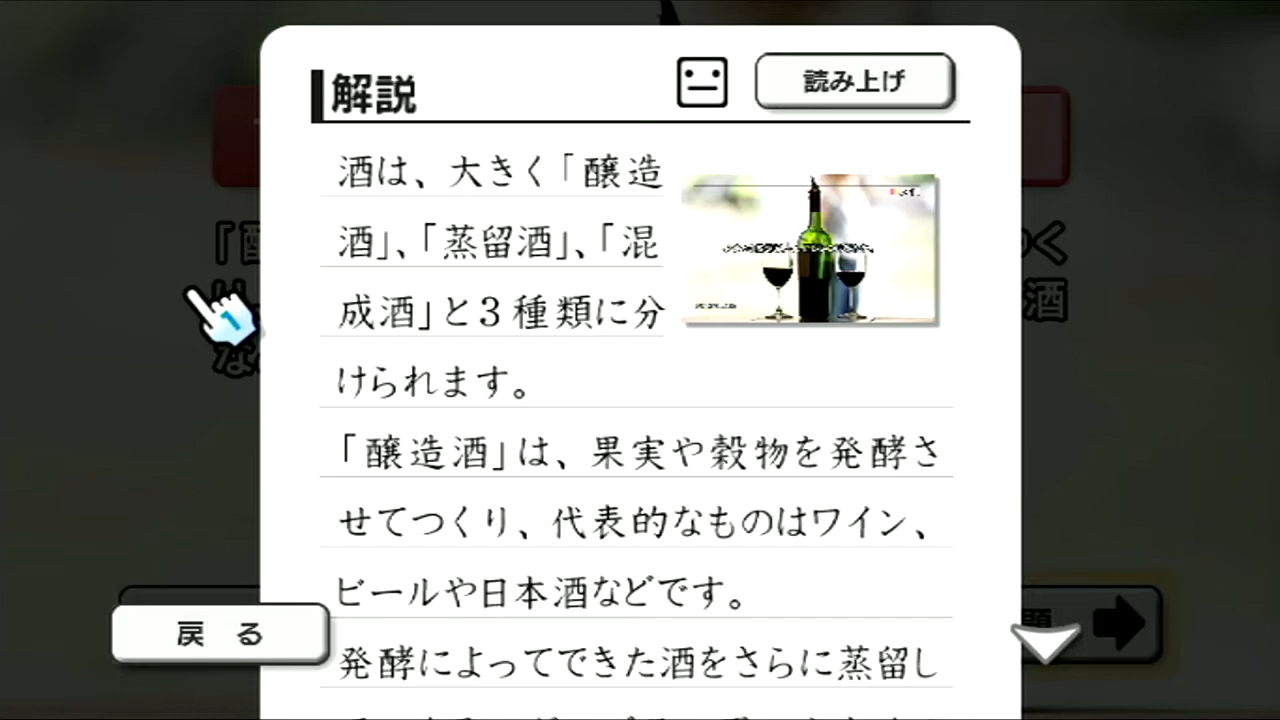 解説
読み上げ
酒は、大きく「醸造
酒」、「蒸留酒」、「混
成酒」と3種類に分
けられます。
「醸造酒」は、果実や穀物を発酵さ
せてつくり、代表的なものはワイン、
ビールや日本酒などです。
発酵によってできた酒をさらに蒸留し
戻る
1